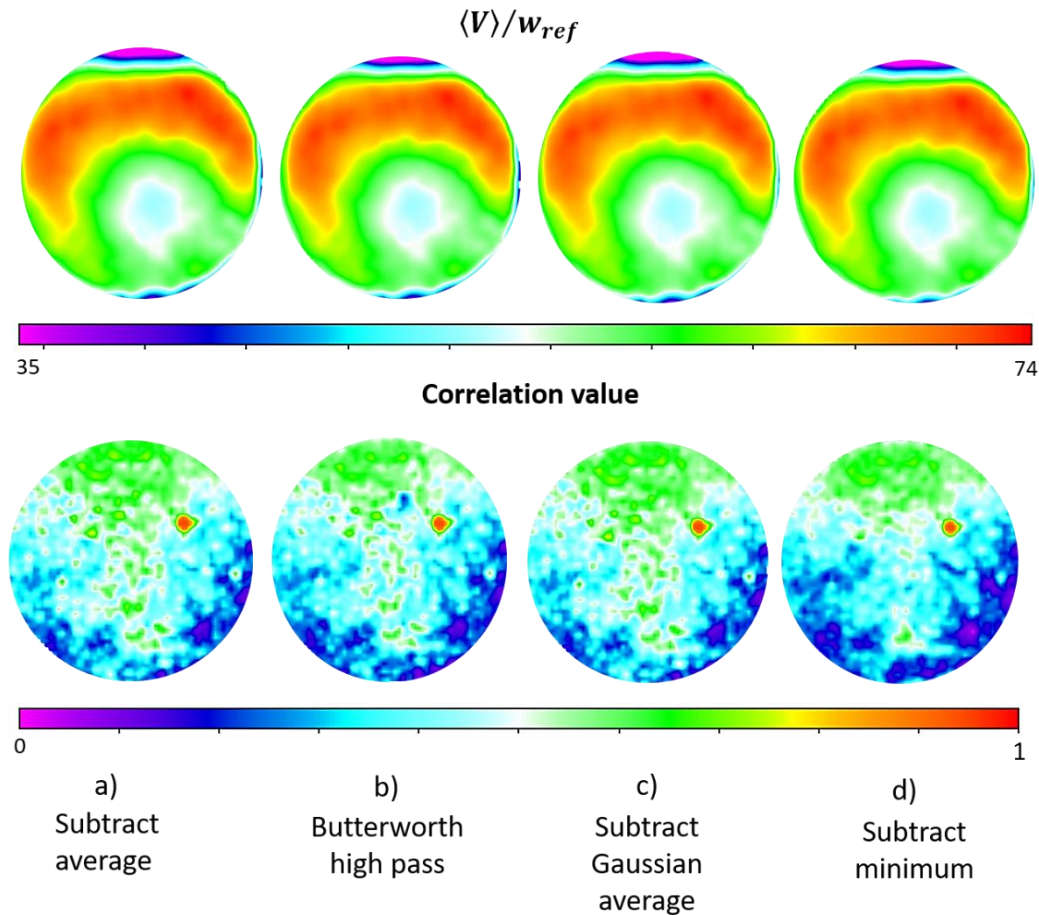 ⟨V⟩/w_ref
35 74
Correlation value
0 1
a) b) c) d)
Subtract average
Butterworth high pass
Subtract Gaussian average
Subtract minimum